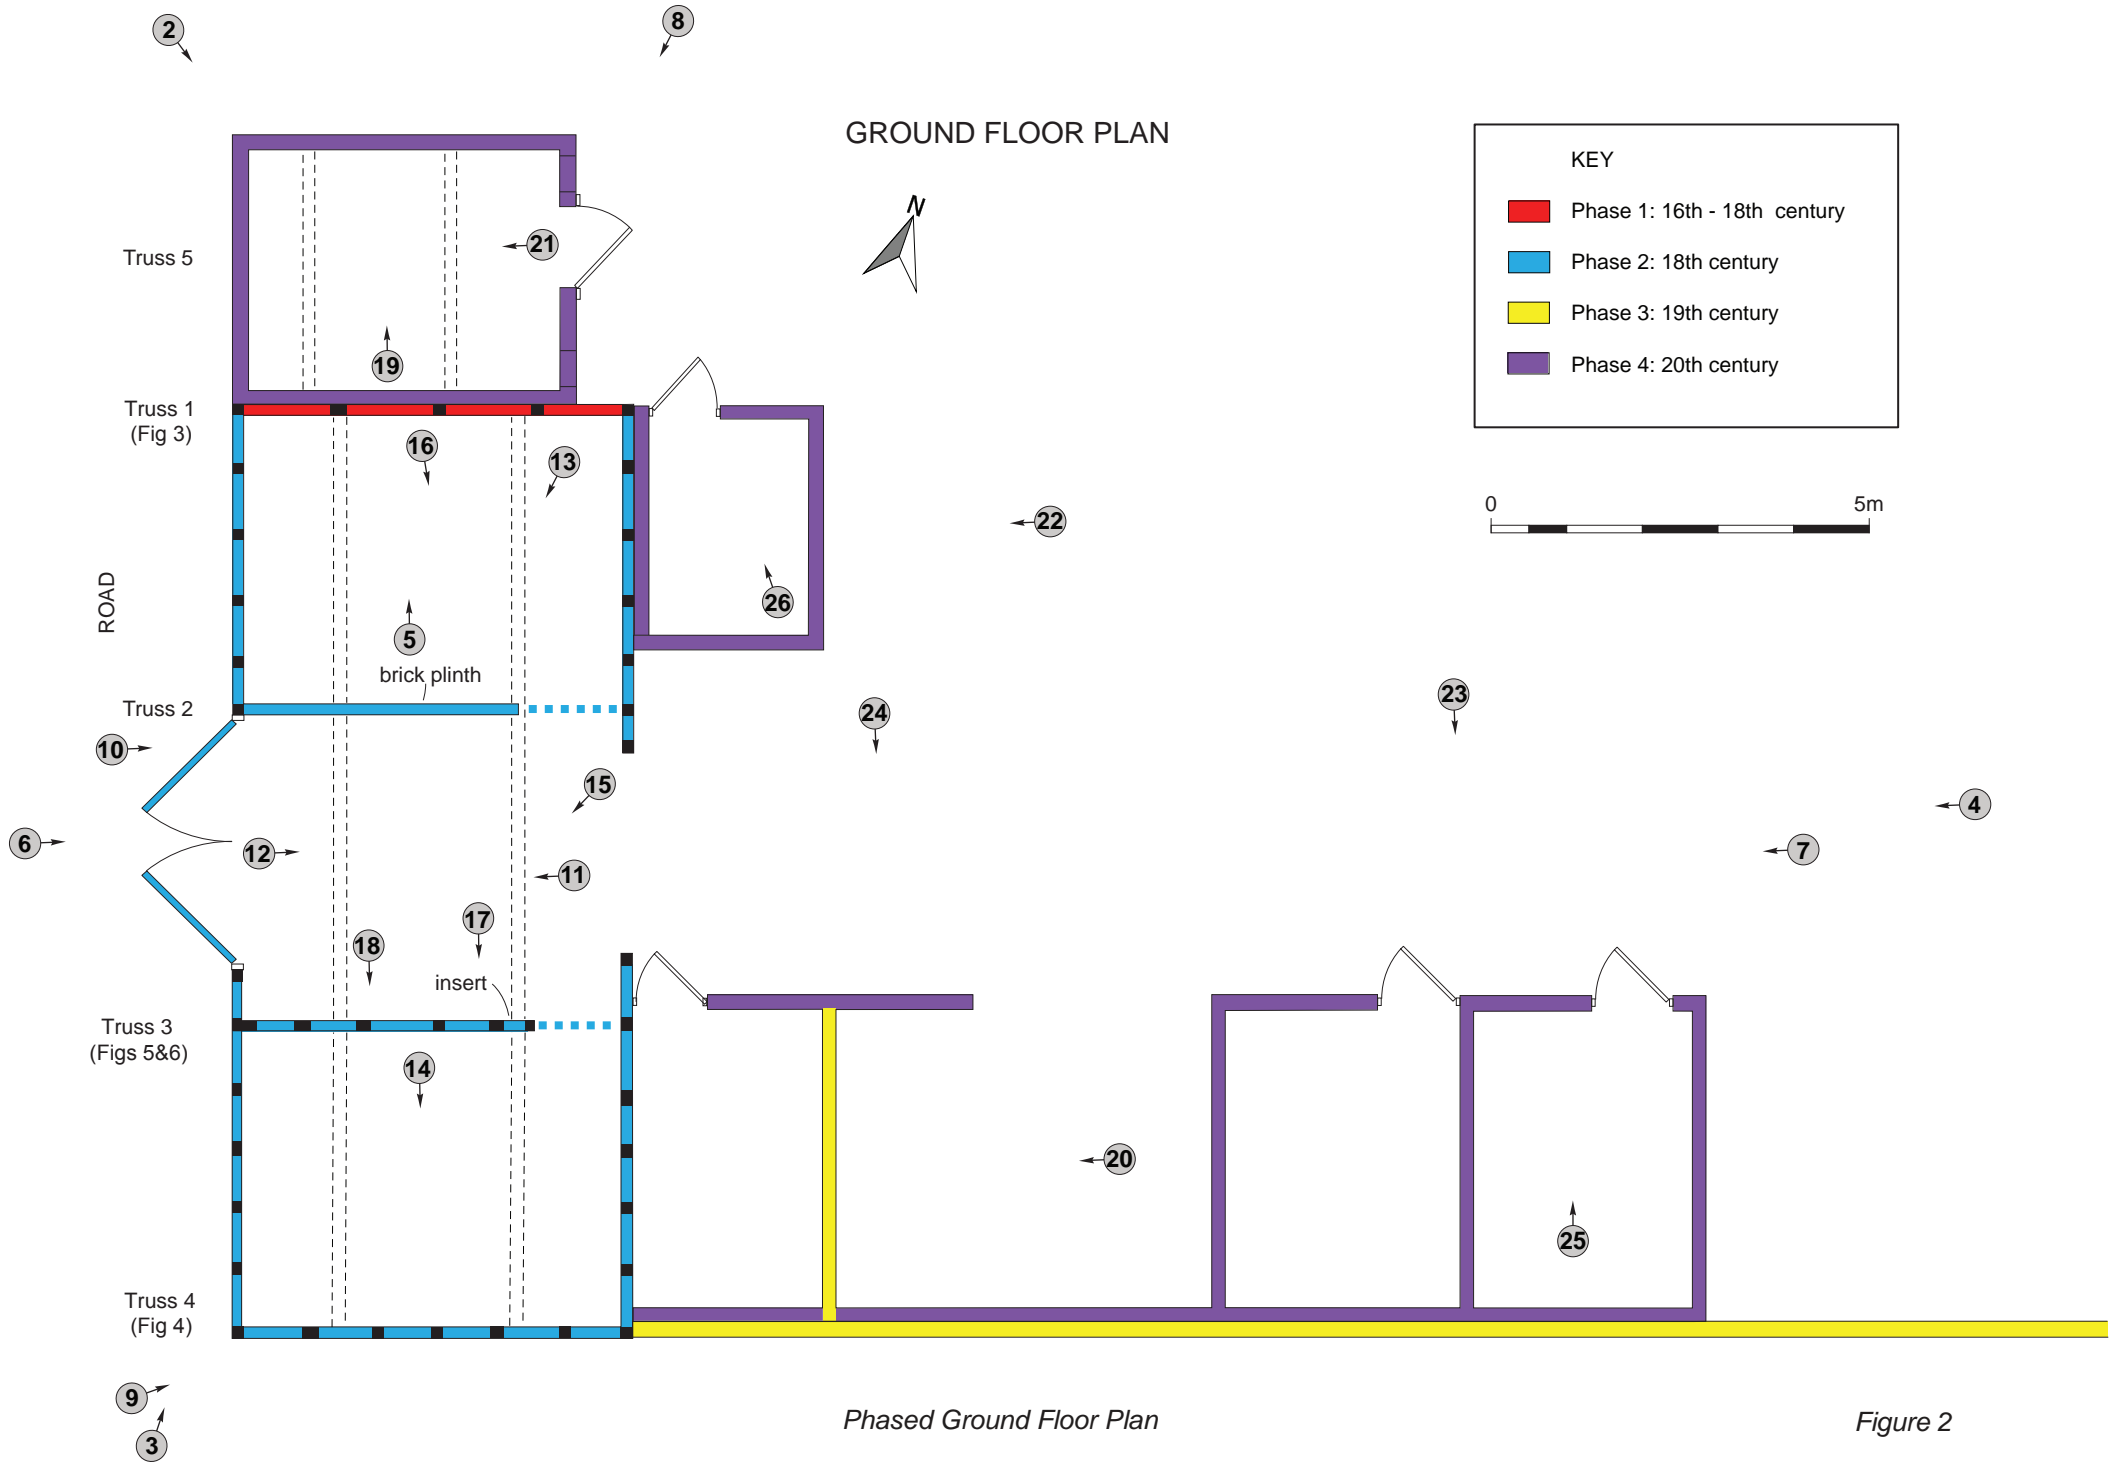 2
8
GROUND FLOOR PLAN
N
KEY
Phase 1: 16th - 18th century
Phase 2: 18th century
Phase 3: 19th century
Phase 4: 20th century
0 5m
Truss 5
21
19
Truss 1
(Fig 3)
16
13
22
26
ROAD
5
brick plinth
Truss 2
24
23
10
15
4
6
12
11
7
17
18
insert
Truss 3
(Figs 5&6)
14
20
25
Truss 4
(Fig 4)
9
3
Phased Ground Floor Plan
Figure 2